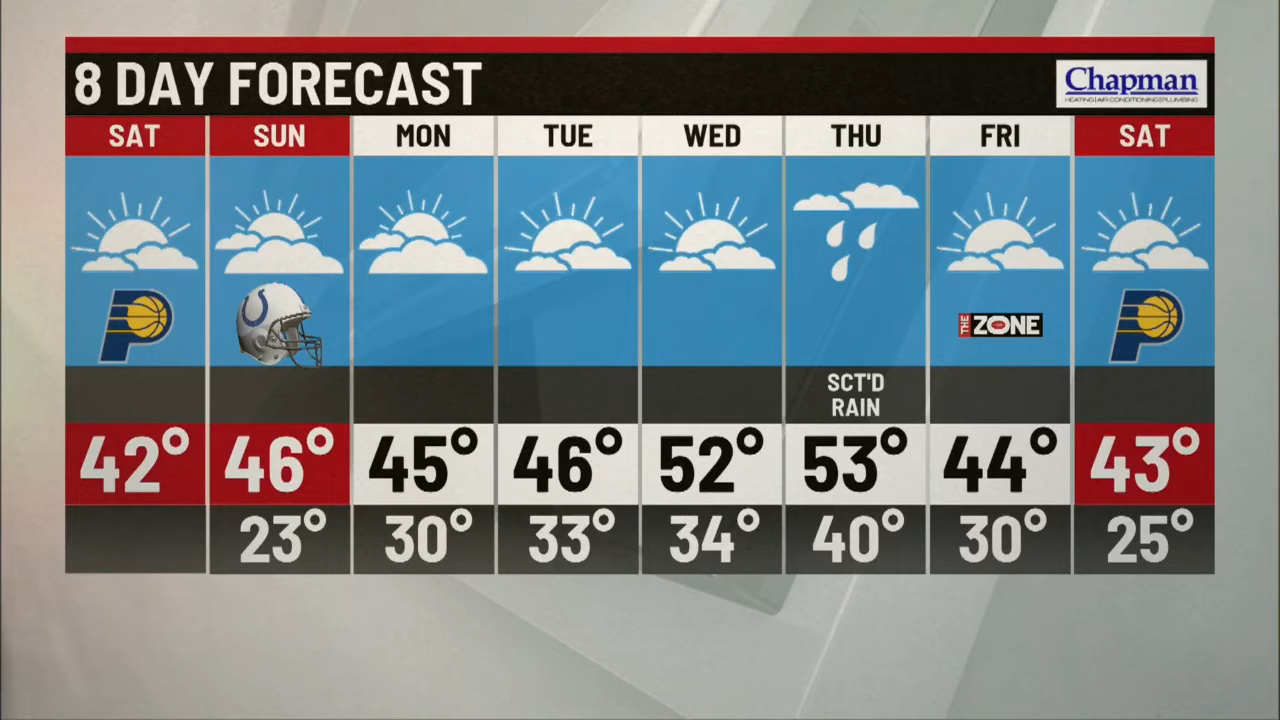 8 DAY FORECAST
Chapman
HEATING|AIR CONDITIONING|PLUMBING
SAT SUN MON TUE WED THU FRI SAT
THE ZONE
SCT'D
RAIN
42° 46° 45° 46° 52° 53° 44° 43°
23° 30° 33° 34° 40° 30° 25°